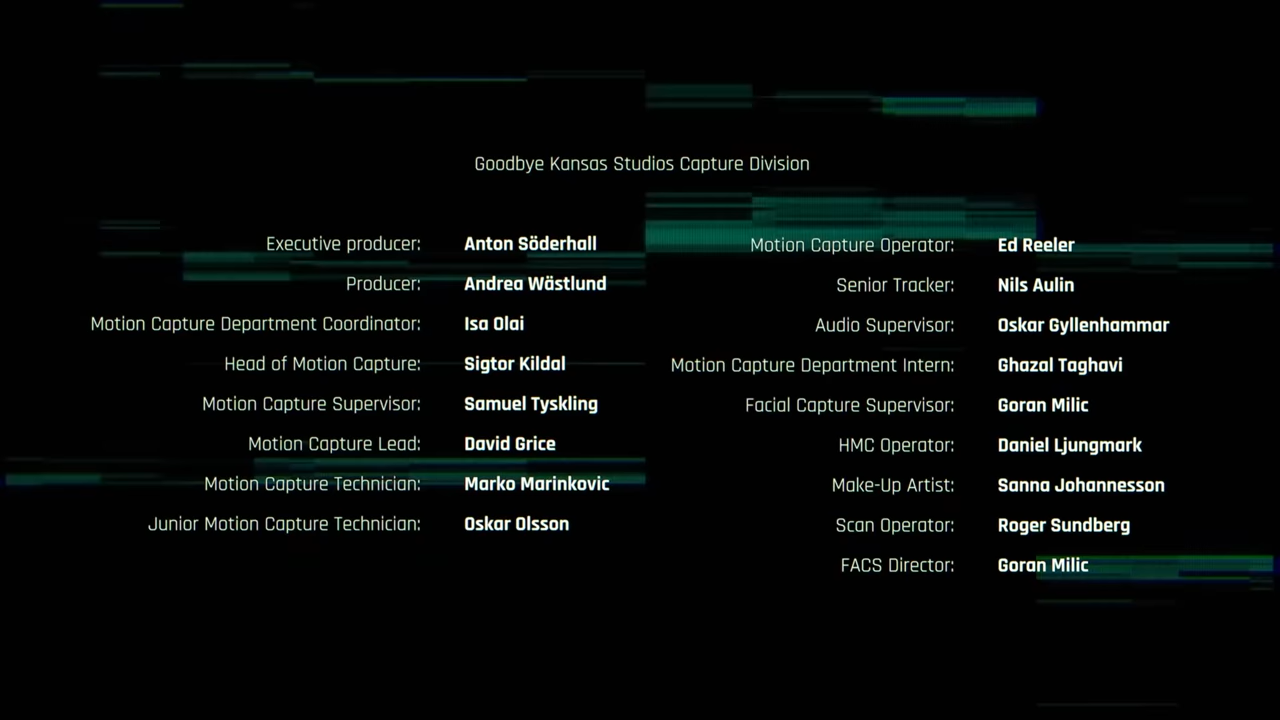 Goodbye Kansas Studios Capture Division
Executive producer: Anton Söderhall
Producer: Andrea Wästlund
Motion Capture Department Coordinator: Isa Olai
Head of Motion Capture: Sigtor Kildal
Motion Capture Supervisor: Samuel Tyskling
Motion Capture Lead: David Grice
Motion Capture Technician: Marko Marinkovic
Junior Motion Capture Technician: Oskar Olsson
Motion Capture Operator: Ed Reeler
Senior Tracker: Nils Aulin
Audio Supervisor: Oskar Gyllenhammar
Motion Capture Department Intern: Ghazal Taghavi
Facial Capture Supervisor: Goran Milic
HMC Operator: Daniel Ljungmark
Make-Up Artist: Sanna Johannesson
Scan Operator: Roger Sundberg
FACS Director: Goran Milic